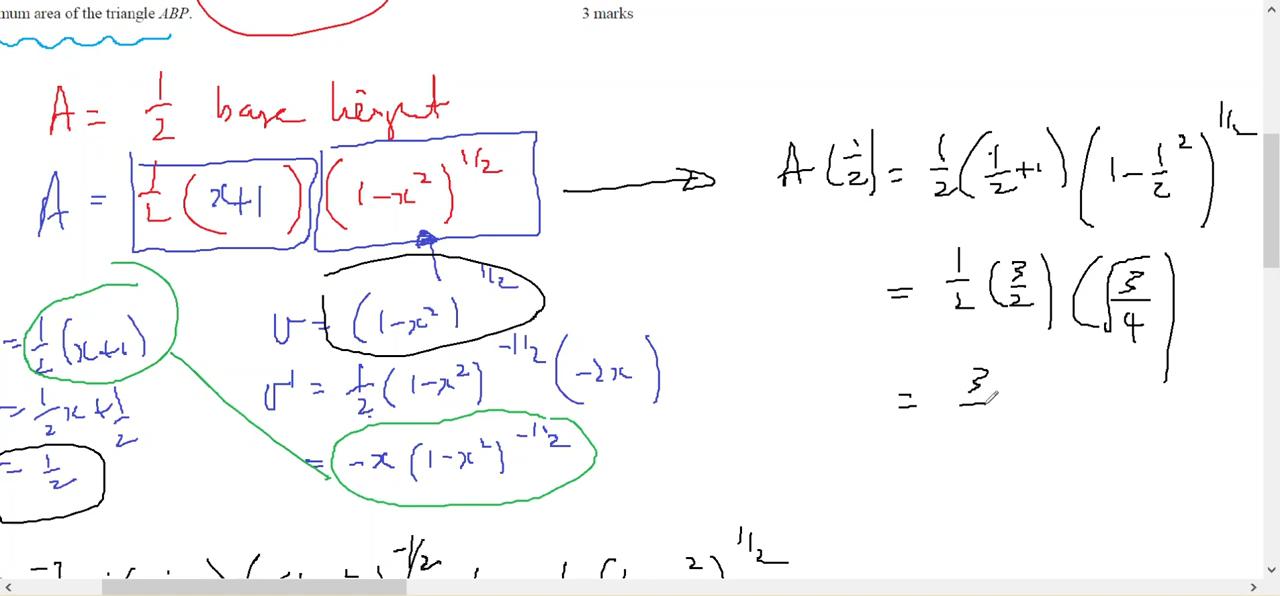 mum area of the triangle ABP.
3 marks
A = 1/2 base height
A = 1/2 (x+1) (1-x²)^1/2
= 1/2 (x+1)
= 1/2 x + 1/2
= 1/2
v = (1-x²)^1/2
v' = 1/2 (1-x²)^-1/2 (-2x)
= -x (1-x²)^-1/2
A(1/2) = 1/2 (1/2+1) (1 - 1/2²)^1/2
= 1/2 (3/2) (√3/4)
= 3